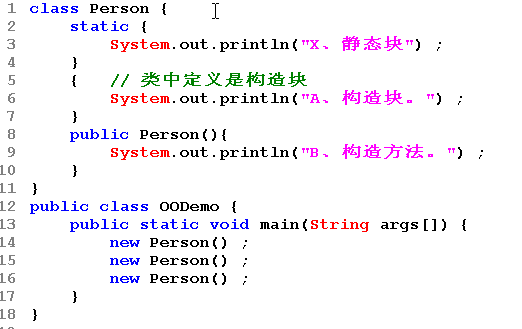 1 class Person {
2 static {
3 System.out.println("X、静态块") ;
4 }
5 { // 类中定义是构造块
6 System.out.println("A、构造块。") ;
7 }
8 public Person(){
9 System.out.println("B、构造方法。") ;
10 }
11 }
12 public class OODemo {
13 public static void main(String args[]) {
14 new Person() ;
15 new Person() ;
16 new Person() ;
17 }
18 }